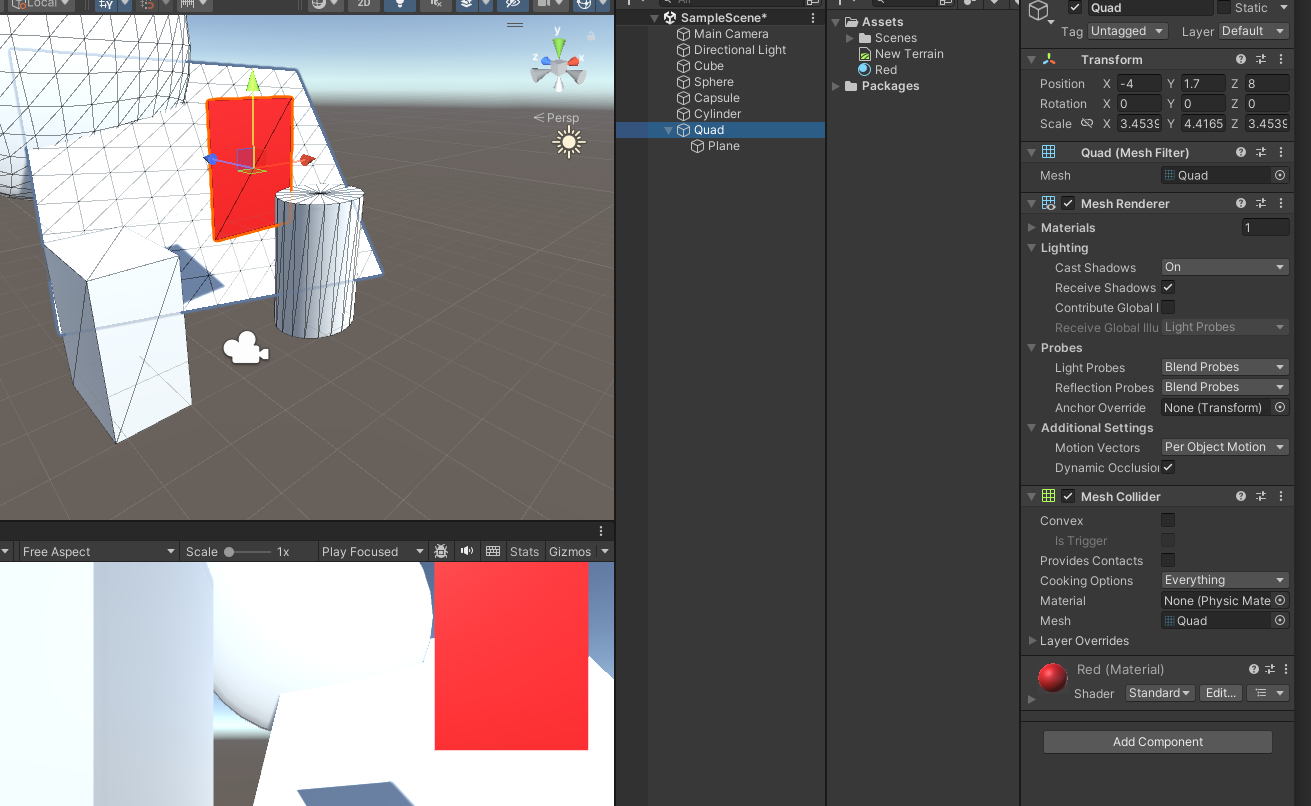 Local
2D
y
x
z
Persp
Free Aspect
Scale
1x
Play Focused
Stats
Gizmos
All
SampleScene*
Main Camera
Directional Light
Cube
Sphere
Capsule
Cylinder
Quad
Plane
Assets
Scenes
New Terrain
Red
Packages
Quad Static
Tag Untagged Layer Default
Transform
Position X -4 Y 1.7 Z 8
Rotation X 0 Y 0 Z 0
Scale X 3.4539 Y 4.4165 Z 3.4539
Quad (Mesh Filter)
Mesh Quad
Mesh Renderer
Materials 1
Lighting
Cast Shadows On
Receive Shadows
Contribute Global I
Receive Global Illu Light Probes
Probes
Light Probes Blend Probes
Reflection Probes Blend Probes
Anchor Override None (Transform)
Additional Settings
Motion Vectors Per Object Motion
Dynamic Occlusion
Mesh Collider
Convex
Is Trigger
Provides Contacts
Cooking Options Everything
Material None (Physic Mate
Mesh Quad
Layer Overrides
Red (Material)
Shader Standard Edit...
Add Component